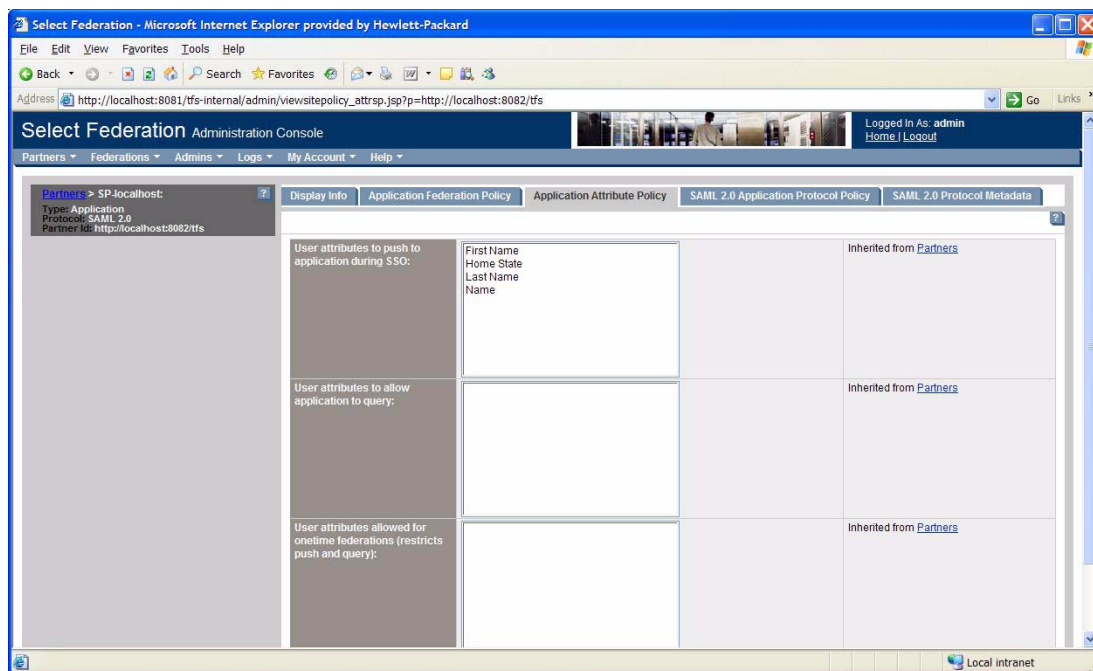 Select Federation - Microsoft Internet Explorer provided by Hewlett-Packard
File Edit View Favorites Tools Help
Back Search Favorites
Address http://localhost:8081/tfs-internal/admin/viewsitepolicy_attrsp.jsp?p=http://localhost:8082/tfs Go Links
Select Federation Administration Console
Logged In As: admin
Home | Logout
Partners Federations Admins Logs My Account Help
Partners > SP-localhost: ?
Type: Application
Protocol: SAML 2.0
Partner Id: http://localhost:8082/tfs
Display Info Application Federation Policy Application Attribute Policy SAML 2.0 Application Protocol Policy SAML 2.0 Protocol Metadata
?
User attributes to push to
application during SSO:
First Name
Home State
Last Name
Name
Inherited from Partners
User attributes to allow
application to query:
Inherited from Partners
User attributes allowed for
onetime federations (restricts
push and query):
Inherited from Partners
Local intranet